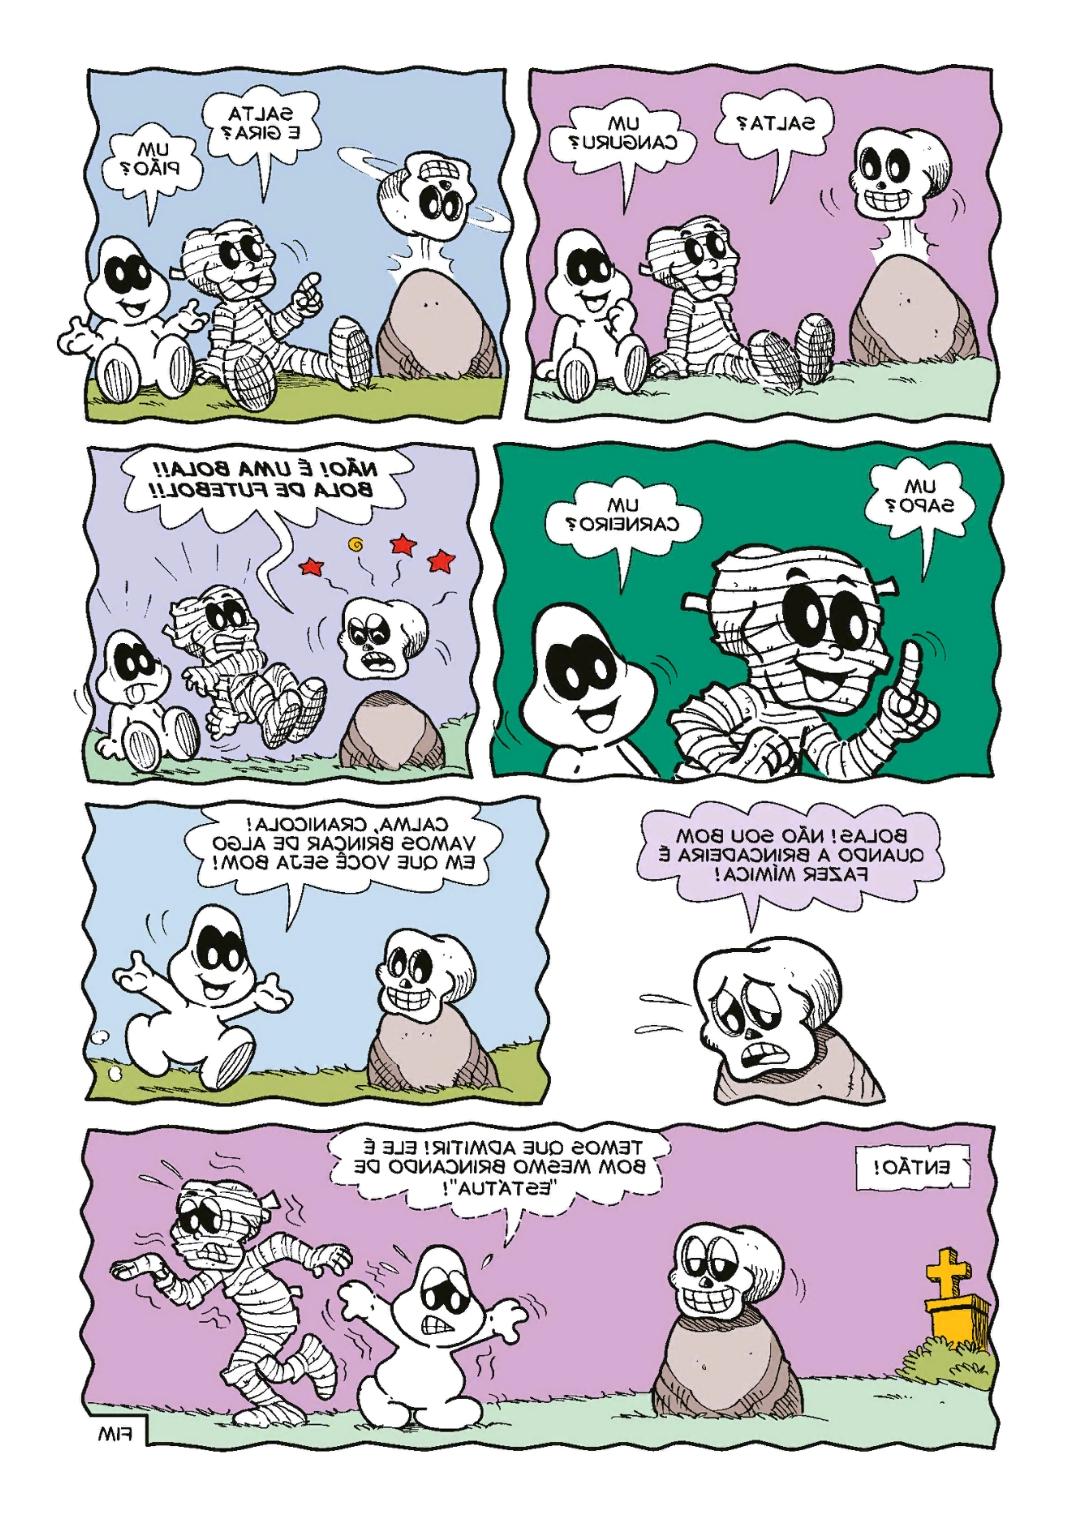 SALTA?
UM
CANGURU?
SALTA
E GIRA?
UM
PIÃO?
UM
SAPO?
UM
CARNEIRO?
NÃO! É UMA BOLA!!
BOLA DE FUTEBOL!!
BOLAS! NÃO SOU BOM
QUANDO A BRINCADEIRA É
FAZER MÍMICA!
CALMA, CRANICOLA!
VAMOS BRINCAR DE ALGO
EM QUE VOCÊ SEJA BOM!
ENTÃO!
TEMOS QUE ADMITIR! ELE É
BOM MESMO BRINCANDO DE
"ESTÁTUA"!
FIM